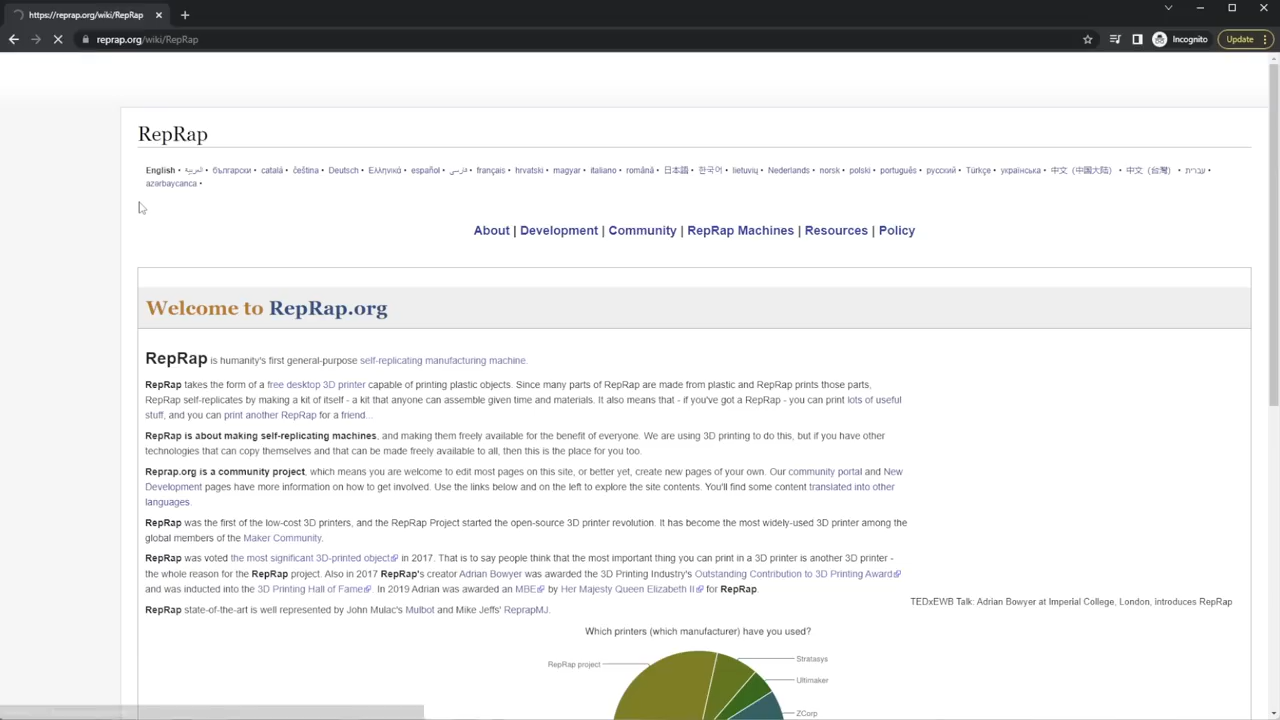 https://reprap.org/wiki/RepRap
reprap.org/wiki/RepRap
Incognito
Update
RepRap
English • العربية • български • català • čeština • Deutsch • Ελληνικά • español • فارسی • français • hrvatski • magyar • italiano • română • 日本語 • 한국어 • lietuvių • Nederlands • norsk • polski • português • русский • Türkçe • українська • 中文（中国大陆） • 中文（台灣） • עברית •
azərbaycanca •
About | Development | Community | RepRap Machines | Resources | Policy
Welcome to RepRap.org
RepRap is humanity's first general-purpose self-replicating manufacturing machine.
RepRap takes the form of a free desktop 3D printer capable of printing plastic objects. Since many parts of RepRap are made from plastic and RepRap prints those parts,
RepRap self-replicates by making a kit of itself - a kit that anyone can assemble given time and materials. It also means that - if you've got a RepRap - you can print lots of useful
stuff, and you can print another RepRap for a friend...
RepRap is about making self-replicating machines, and making them freely available for the benefit of everyone. We are using 3D printing to do this, but if you have other
technologies that can copy themselves and that can be made freely available to all, then this is the place for you too.
Reprap.org is a community project, which means you are welcome to edit most pages on this site, or better yet, create new pages of your own. Our community portal and New
Development pages have more information on how to get involved. Use the links below and on the left to explore the site contents. You'll find some content translated into other
languages.
RepRap was the first of the low-cost 3D printers, and the RepRap Project started the open-source 3D printer revolution. It has become the most widely-used 3D printer among the
global members of the Maker Community.
RepRap was voted the most significant 3D-printed object in 2017. That is to say people think that the most important thing you can print in a 3D printer is another 3D printer -
the whole reason for the RepRap project. Also in 2017 RepRap's creator Adrian Bowyer was awarded the 3D Printing Industry's Outstanding Contribution to 3D Printing Award
and was inducted into the 3D Printing Hall of Fame. In 2019 Adrian was awarded an MBE by Her Majesty Queen Elizabeth II for RepRap.
TEDxEWB Talk: Adrian Bowyer at Imperial College, London, introduces RepRap
RepRap state-of-the-art is well represented by John Mulac's Mulbot and Mike Jeffs' ReprapMJ.
Which printers (which manufacturer) have you used?
RepRap project
Stratasys
Ultimaker
ZCorp